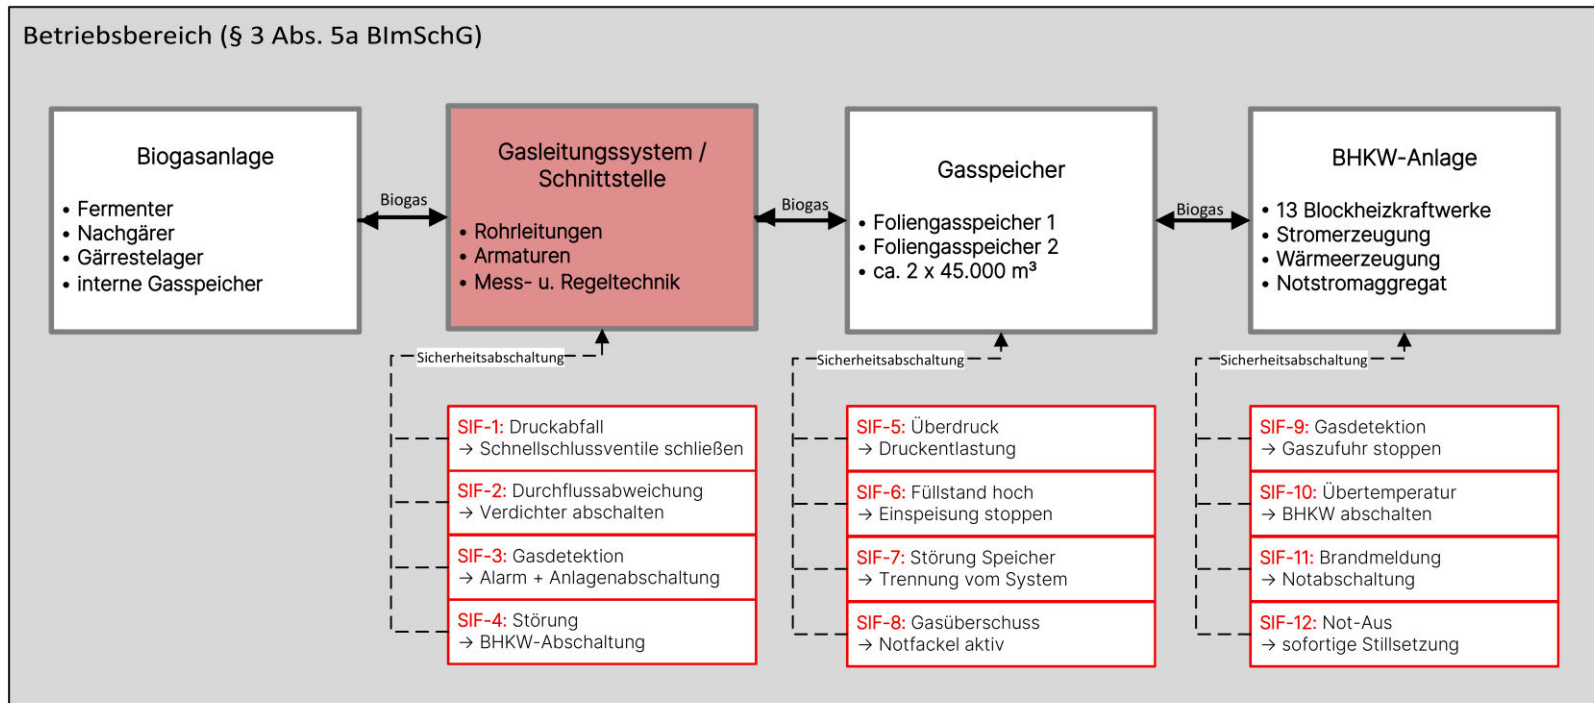 Betriebsbereich (§ 3 Abs. 5a BImSchG)
Biogasanlage
• Fermenter
• Nachgärer
• Gärrestelager
• interne Gasspeicher
Biogas
Gasleitungssystem /
Schnittstelle
• Rohrleitungen
• Armaturen
• Mess- u. Regeltechnik
Biogas
Gasspeicher
• Foliengasspeicher 1
• Foliengasspeicher 2
• ca. 2 x 45.000 m³
Biogas
BHKW-Anlage
• 13 Blockheizkraftwerke
• Stromerzeugung
• Wärmeerzeugung
• Notstromaggregat
Sicherheitsabschaltung
SIF-1: Druckabfall
→ Schnellschlussventile schließen
SIF-2: Durchflussabweichung
→ Verdichter abschalten
SIF-3: Gasdetektion
→ Alarm + Anlagenabschaltung
SIF-4: Störung
→ BHKW-Abschaltung
Sicherheitsabschaltung
SIF-5: Überdruck
→ Druckentlastung
SIF-6: Füllstand hoch
→ Einspeisung stoppen
SIF-7: Störung Speicher
→ Trennung vom System
SIF-8: Gasüberschuss
→ Notfackel aktiv
Sicherheitsabschaltung
SIF-9: Gasdetektion
→ Gaszufuhr stoppen
SIF-10: Übertemperatur
→ BHKW abschalten
SIF-11: Brandmeldung
→ Notabschaltung
SIF-12: Not-Aus
→ sofortige Stillsetzung